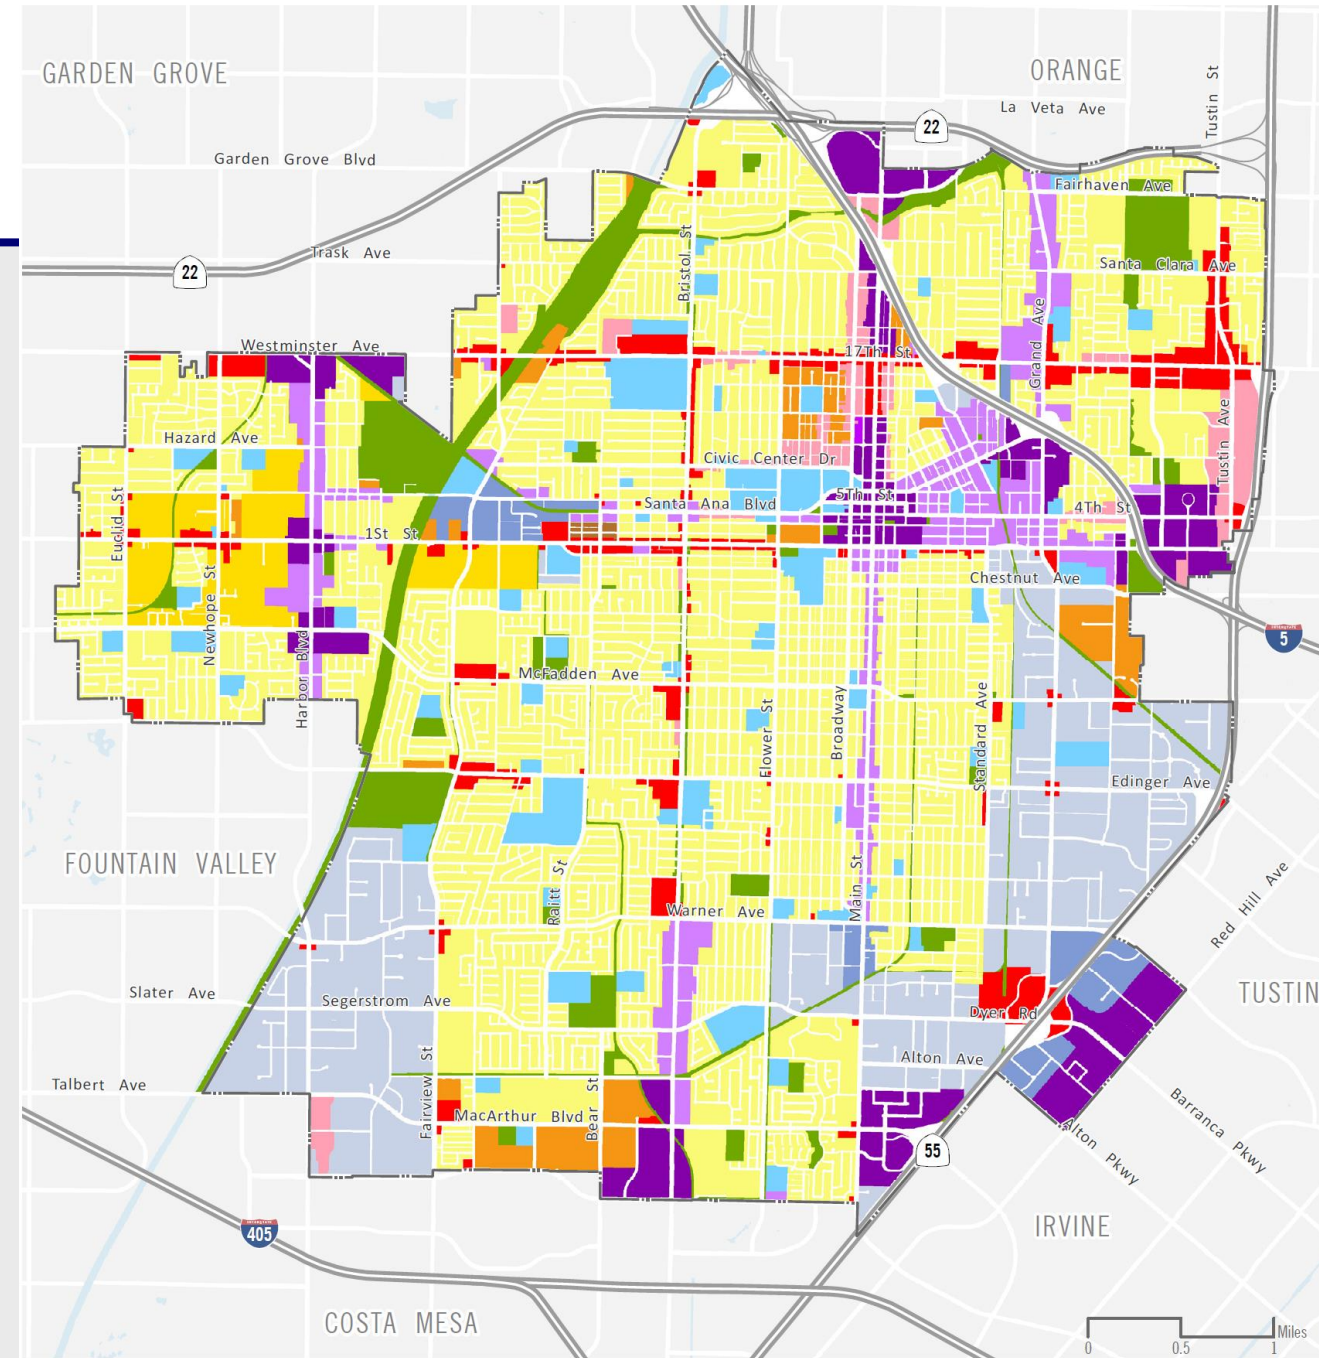 GARDEN GROVE
ORANGE
Tustin St
La Veta Ave
22
Garden Grove Blvd
Fairhaven Ave
Trask Ave
22
Bristol St
Santa Clara Ave
Grand Ave
Westminster Ave
17Th St
Tustin Ave
Hazard Ave
Civic Center Dr
Euclid St
Santa Ana Blvd
5Th St
4Th St
1St St
Newhope St
Chestnut Ave
Harbor Blvd
5
McFadden Ave
Flower St
Broadway
Standard Ave
Edinger Ave
FOUNTAIN VALLEY
Raitt St
Main St
Warner Ave
Red Hill Ave
Slater Ave
Segerstrom Ave
TUSTIN
Dyer Rd
Talbert Ave
Fairview St
Alton Ave
MacArthur Blvd
Bear St
Barranca Pkwy
Alton Pkwy
55
405
IRVINE
COSTA MESA
Miles
0 0.5 1